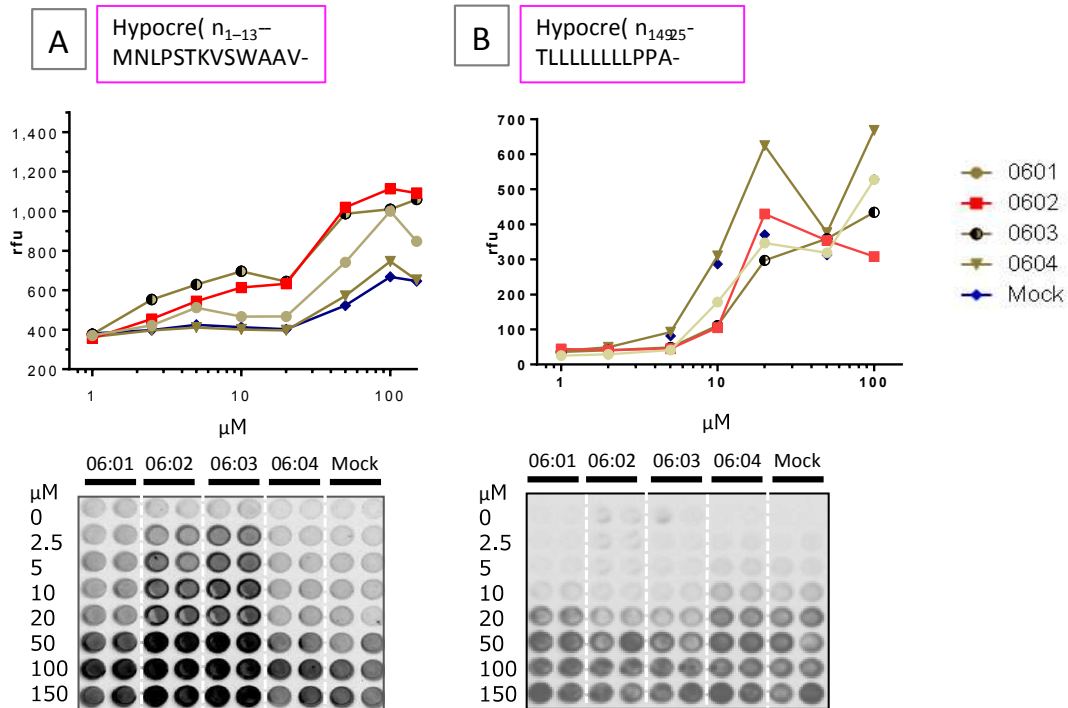 A
Hypocre( n1–13–
MNLPSTKVSWAAV-
B
Hypocre( n14925-
TLLLLLLLLPPA-
1,400
1,200
1,000
800
600
400
200
rfu
1
10
100
µM
700
600
500
400
300
200
100
0
rfu
1
10
100
µM
0601
0602
0603
0604
Mock
06:01 06:02 06:03 06:04 Mock
µM
0
2.5
5
10
20
50
100
150
06:01 06:02 06:03 06:04 Mock
µM
0
2.5
5
10
20
50
100
150